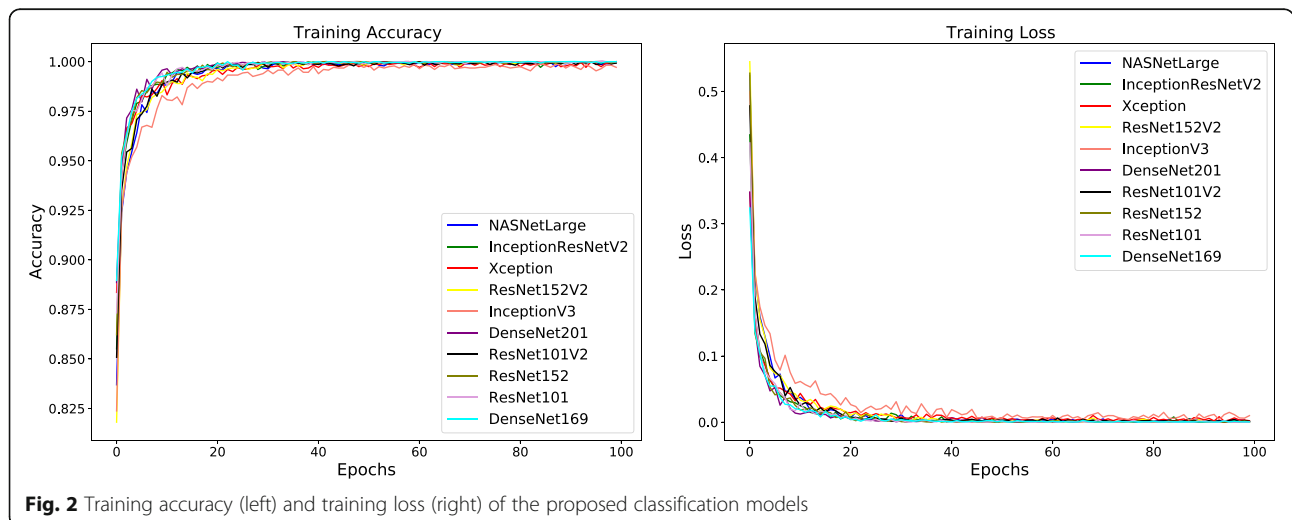 Training Accuracy
1.000
0.975
0.950
0.925
0.900
0.875
0.850
0.825
Accuracy
0
20
40
60
80
100
Epochs
NASNetLarge
InceptionResNetV2
Xception
ResNet152V2
InceptionV3
DenseNet201
ResNet101V2
ResNet152
ResNet101
DenseNet169
Training Loss
0.5
0.4
0.3
0.2
0.1
0.0
Loss
0
20
40
60
80
100
Epochs
NASNetLarge
InceptionResNetV2
Xception
ResNet152V2
InceptionV3
DenseNet201
ResNet101V2
ResNet152
ResNet101
DenseNet169
Fig. 2 Training accuracy (left) and training loss (right) of the proposed classification models